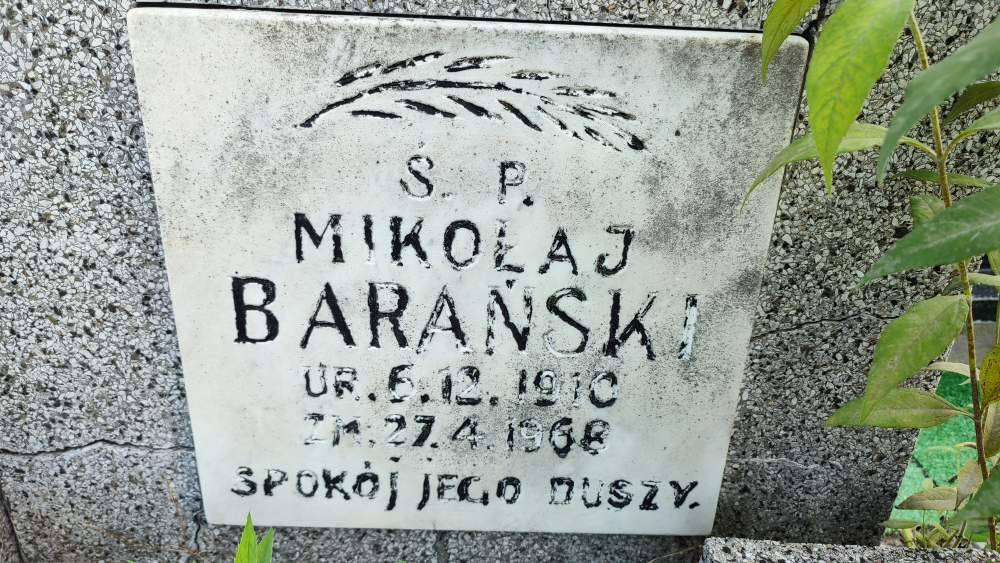 Ś. P.
MIKOŁAJ
BARAŃSKI
UR. 6.12.1910
ZM. 27.4.1968
SPOKÓJ JEGO DUSZY.